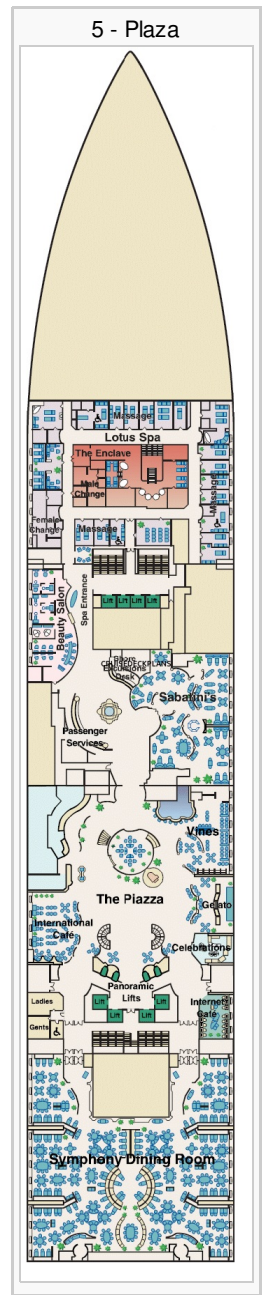 5 - Plaza
Massage
Lotus Spa
The Enclave
Male
Change
Massage
Female
Change
Massage
Spa Entrance
Lift Lift Lift Lift
Beauty Salon
Shore
CRUISEDECKPLANS
Excursions
Desk
Sabatini's
Passenger
Services
Vines
The Piazza
Gelato
International
Café
Celebrations
Panoramic
Lifts
Ladies
Lift
Lift
Internet
Café
Lift
Lift
Gents
Symphony Dining Room